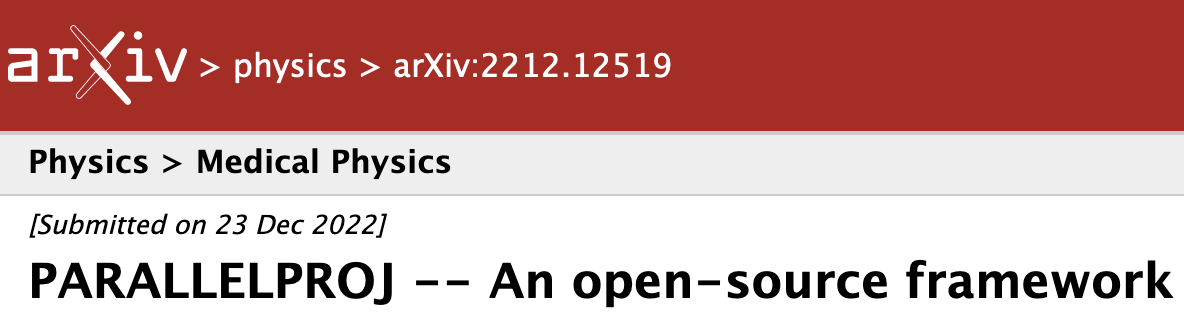 arXiv > physics > arXiv:2212.12519
Physics > Medical Physics
[Submitted on 23 Dec 2022]
PARALLELPROJ -- An open-source framework